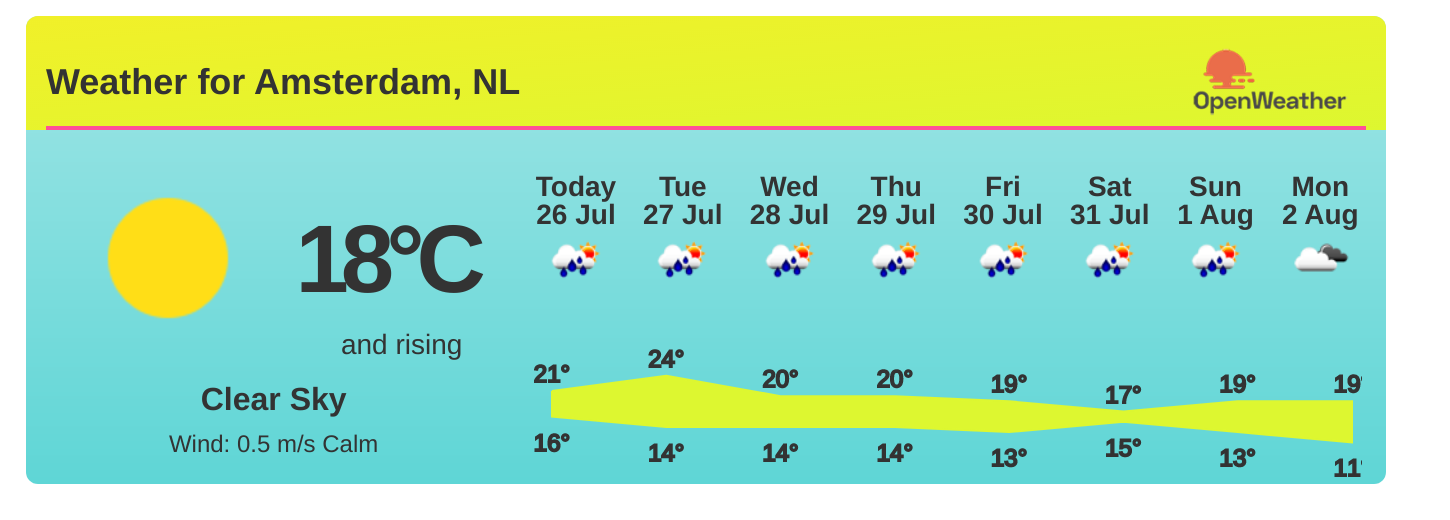 Weather for Amsterdam, NL
OpenWeather
18°C
and rising
Clear Sky
Wind: 0.5 m/s Calm
Today Tue Wed Thu Fri Sat Sun Mon
26 Jul 27 Jul 28 Jul 29 Jul 30 Jul 31 Jul 1 Aug 2 Aug
21° 24° 20° 20° 19° 17° 19° 19°
16° 14° 14° 14° 13° 15° 13° 11°